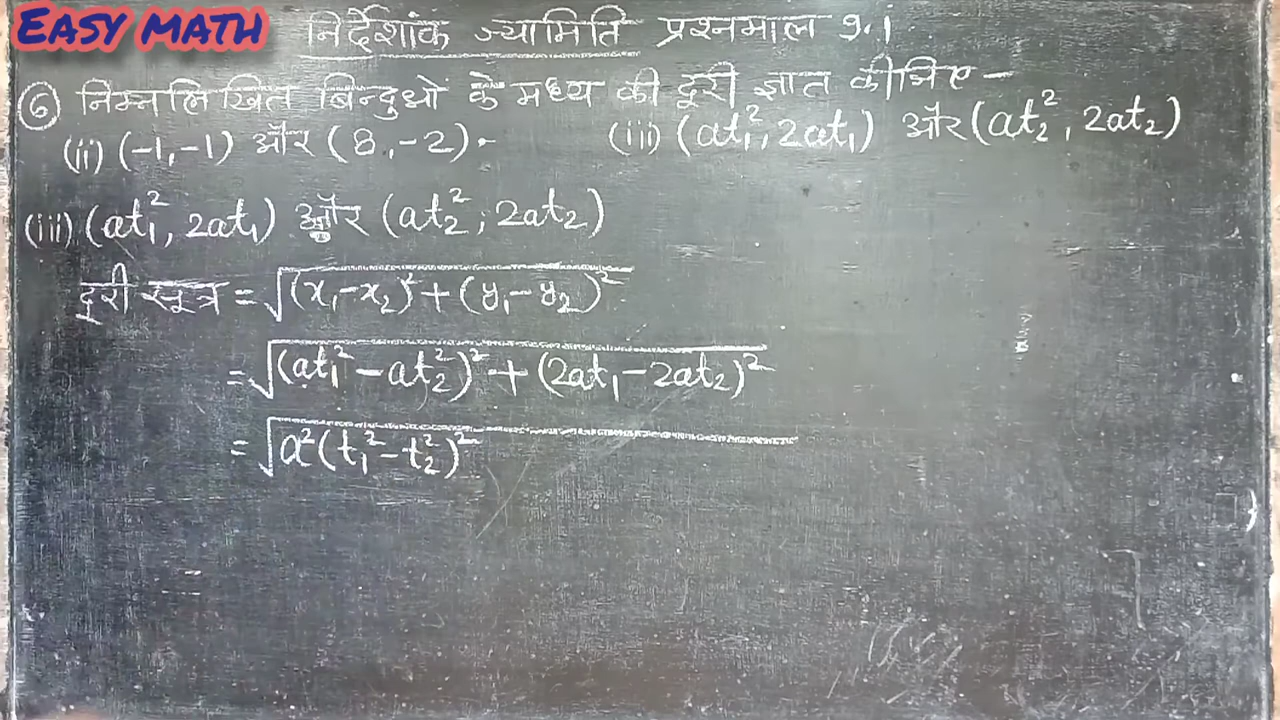 EASY MATH
निर्देशांक ज्यामिति प्रश्नमाल 9.1
⑥ निम्नलिखित बिन्दुओं के मध्य की दूरी ज्ञात कीजिए –
(ii) (-1,-1) और (8,-2).
(iii) (at₁², 2at₁) और (at₂², 2at₂)
(iii) (at₁², 2at₁) और (at₂², 2at₂)
दूरी सूत्र = √(x₁-x₂)²+(y₁-y₂)²
= √(at₁²-at₂²)²+(2at₁-2at₂)²
= √a²(t₁²-t₂²)²